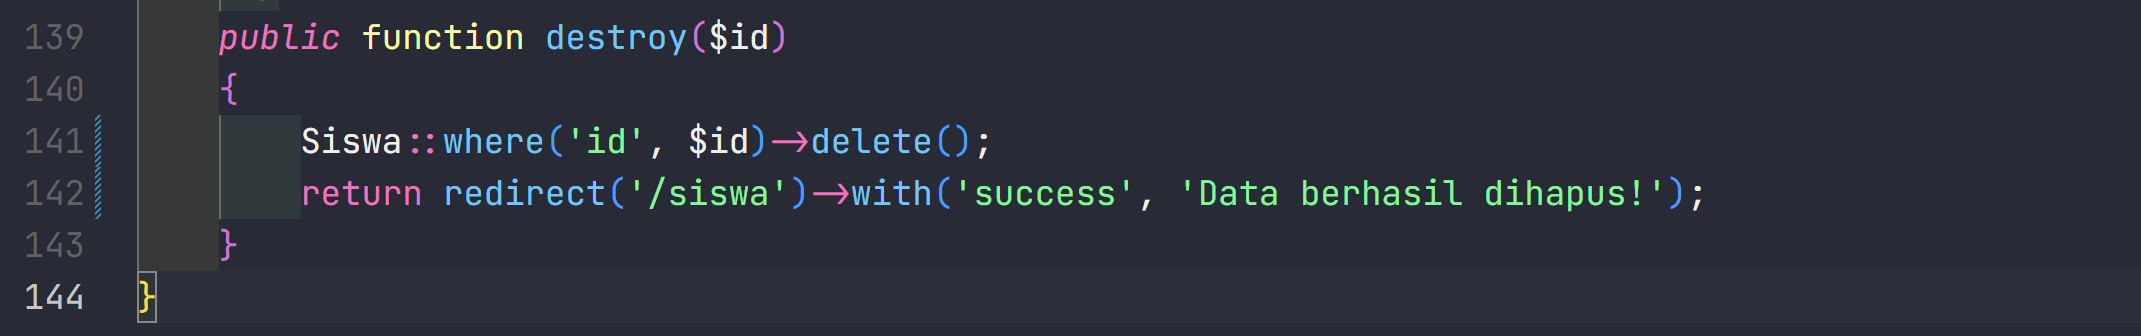 139 public function destroy($id)
140 {
141 Siswa::where('id', $id)->delete();
142 return redirect('/siswa')->with('success', 'Data berhasil dihapus!');
143 }
144 }